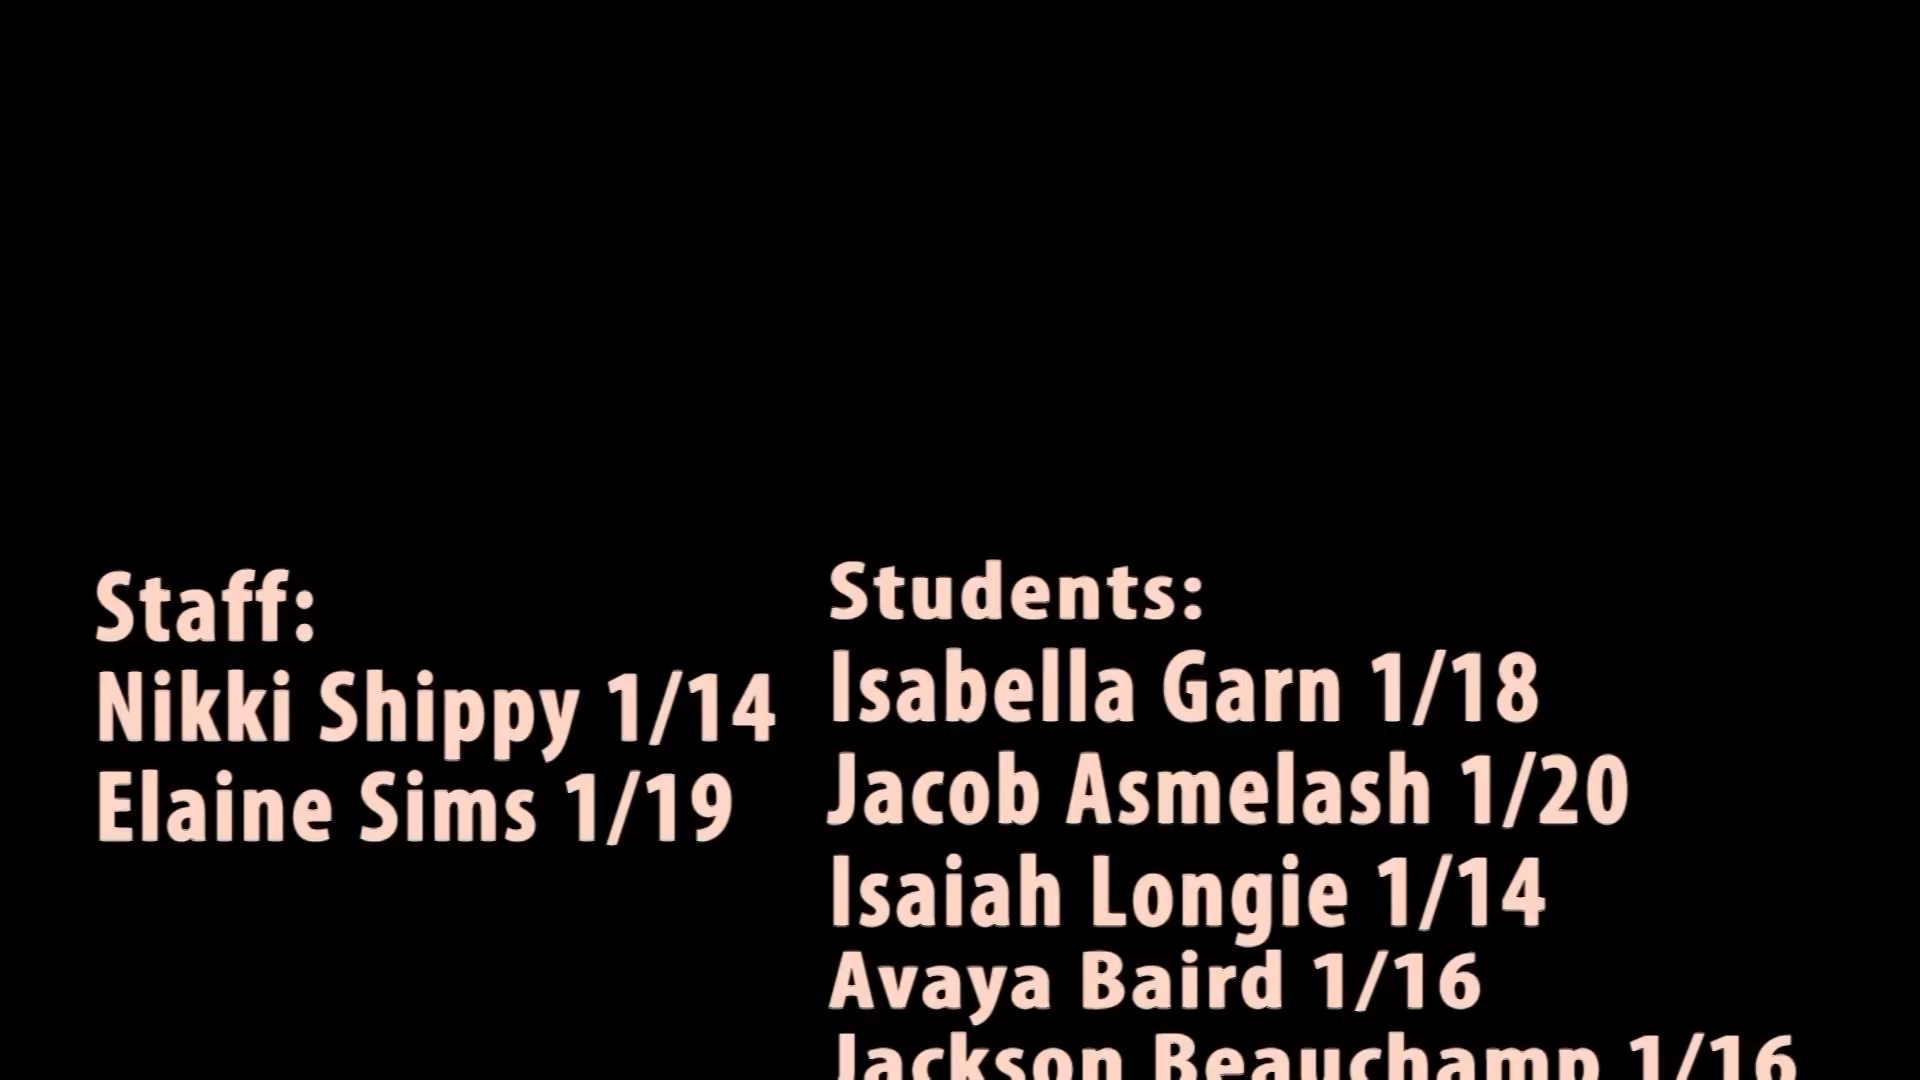 Staff:
Nikki Shippy 1/14
Elaine Sims 1/19
Students:
Isabella Garn 1/18
Jacob Asmelash 1/20
Isaiah Longie 1/14
Avaya Baird 1/16
Jackson Beauchamp 1/16